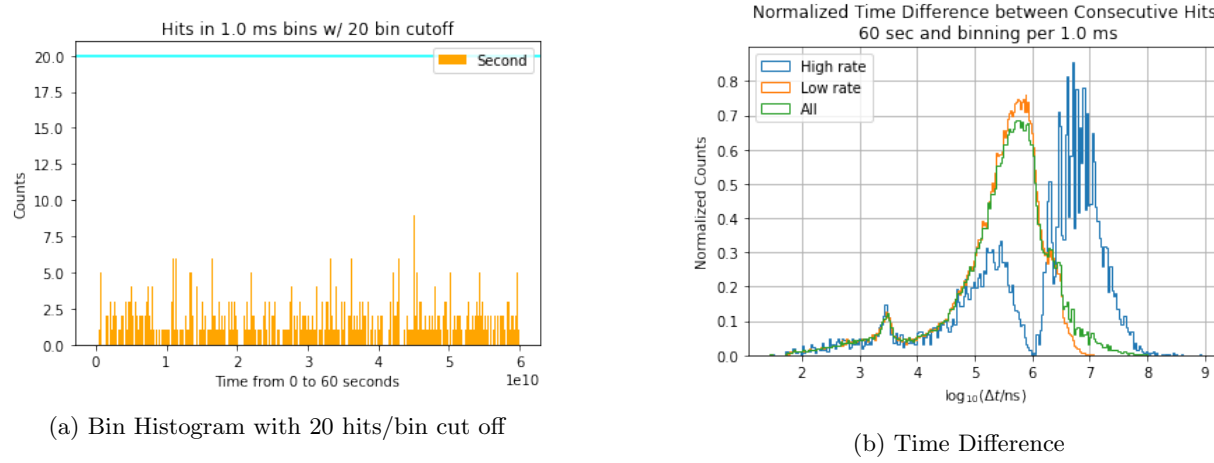 Hits in 1.0 ms bins w/ 20 bin cutoff
Second
Counts
20.0
17.5
15.0
12.5
10.0
7.5
5.0
2.5
0.0
0
1
2
3
4
5
6
1e10
Time from 0 to 60 seconds
(a) Bin Histogram with 20 hits/bin cut off
Normalized Time Difference between Consecutive Hits
60 sec and binning per 1.0 ms
High rate
Low rate
All
Normalized Counts
0.8
0.7
0.6
0.5
0.4
0.3
0.2
0.1
0.0
2
3
4
5
6
7
8
9
log₁₀(Δt/ns)
(b) Time Difference